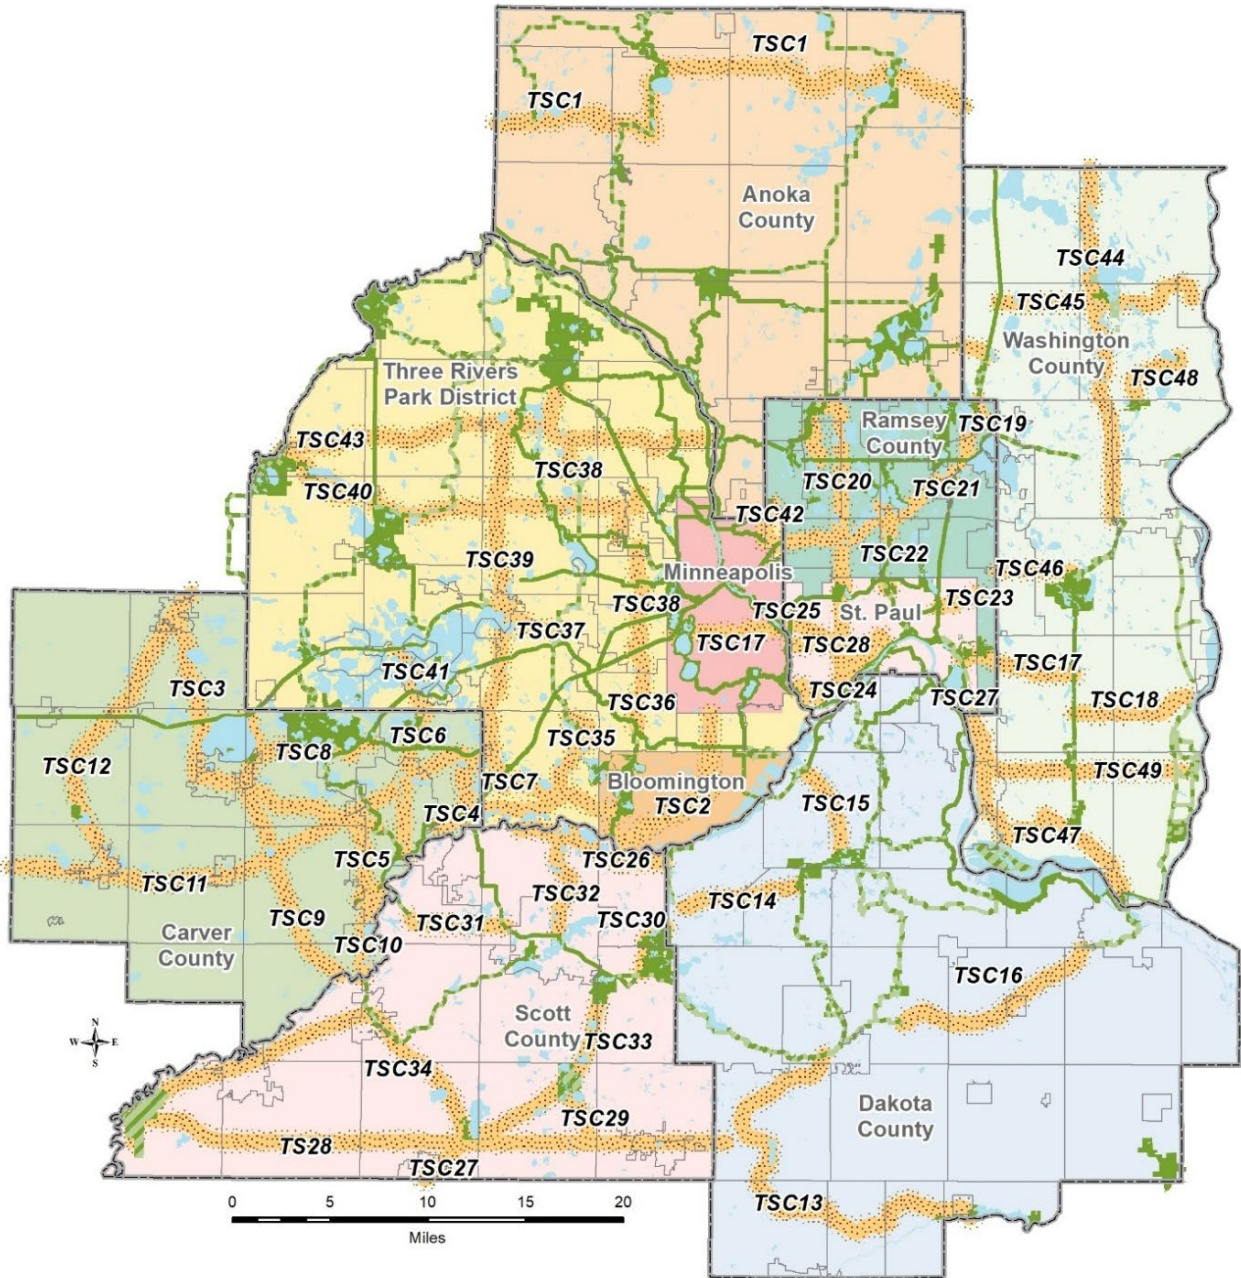 TSC1
TSC1
Anoka
County
TSC44
TSC45
Washington
County
TSC48
Three Rivers
Park District
Ramsey
County
TSC19
TSC43
TSC38
TSC20
TSC21
TSC40
TSC42
TSC39
TSC22
Minneapolis
TSC46
TSC38
TSC25
St. Paul
TSC23
TSC37
TSC17
TSC28
TSC17
TSC41
TSC3
TSC24
TSC27
TSC18
TSC36
TSC6
TSC35
TSC8
TSC12
TSC7
Bloomington
TSC2
TSC49
TSC15
TSC4
TSC47
TSC5
TSC26
TSC11
TSC32
TSC14
TSC9
TSC31
TSC30
Carver
County
TSC10
TSC16
Scott
County
N
W
E
S
TSC33
TSC34
Dakota
County
TSC29
TS28
TSC27
TSC13
0 5 10 15 20
Miles